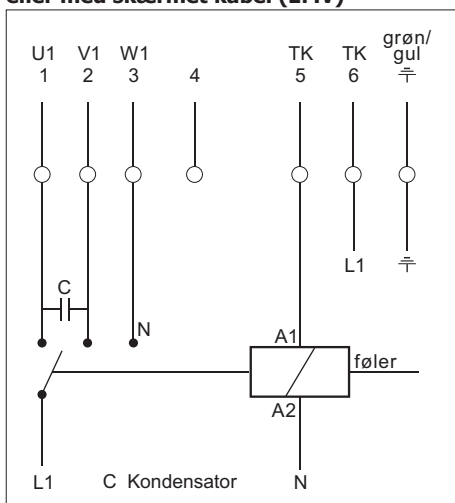 eller med skærmet kabel (EMV)
grøn/
U1 V1 W1 TK TK gul
1 2 3 4 5 6
L1
C
N
A1
føler
A2
L1 C Kondensator N